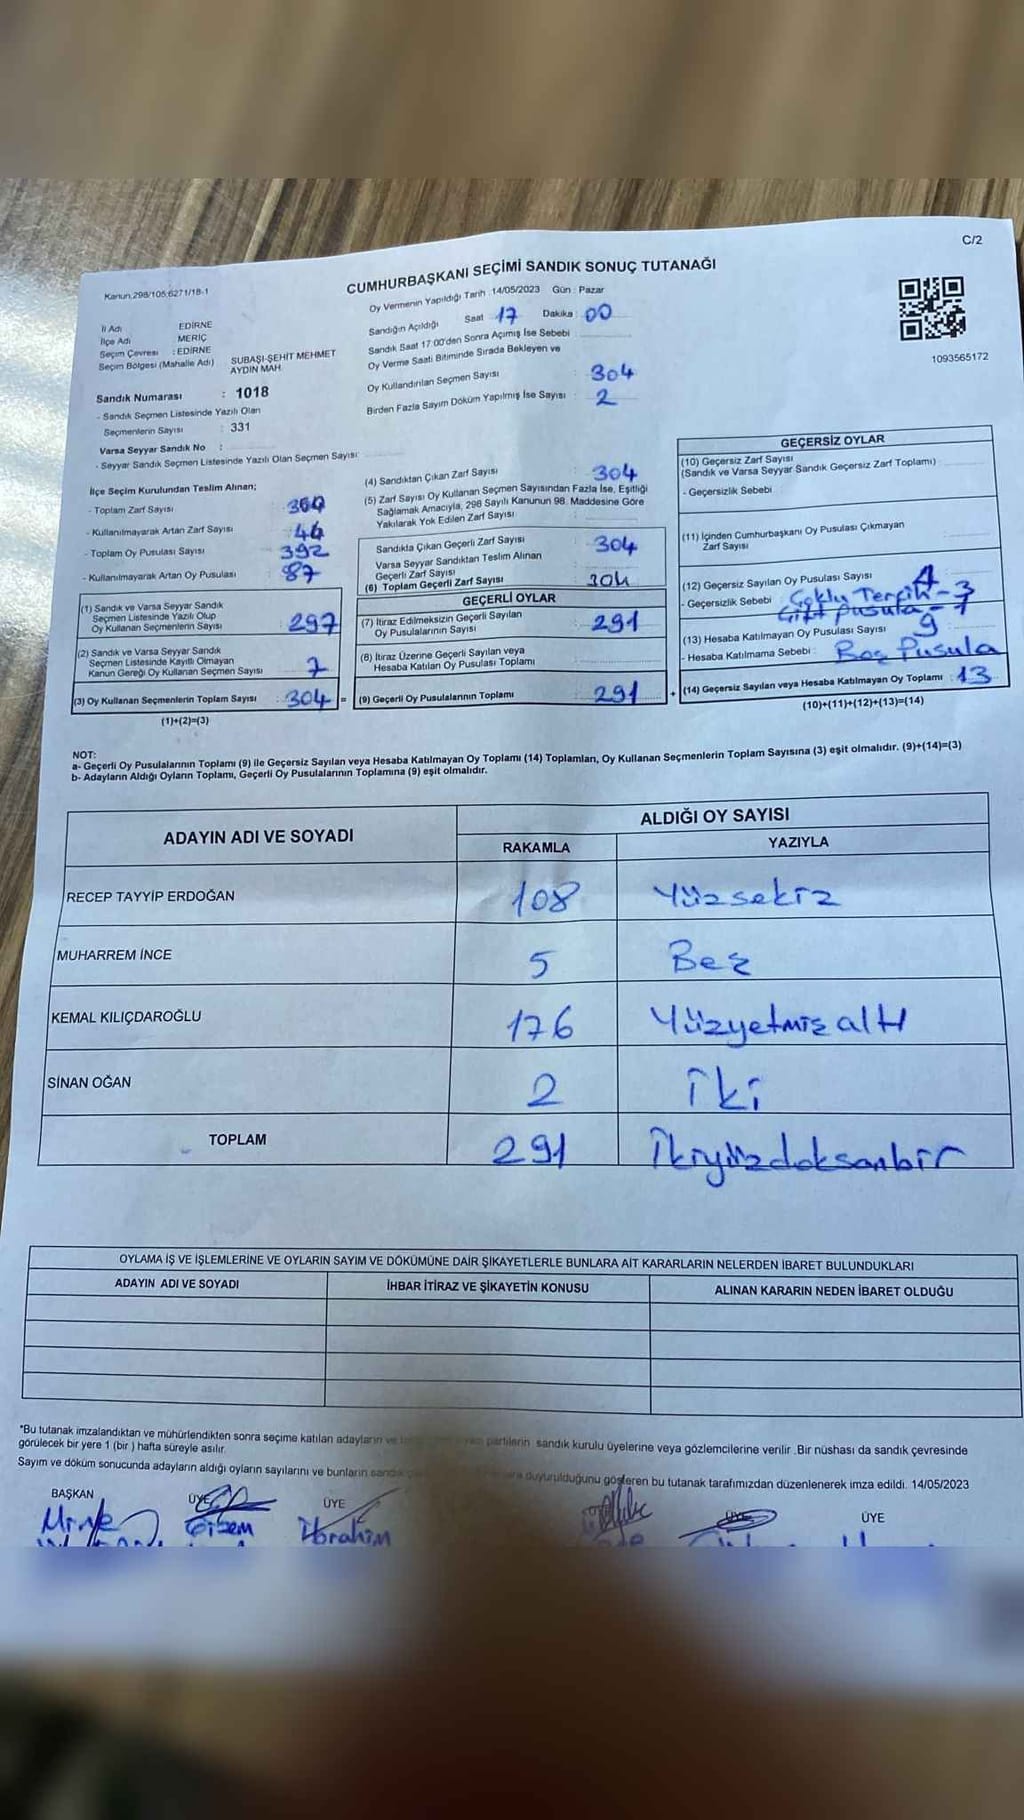 C/2
Kanun:298/105;6271/18-1
CUMHURBAŞKANI SEÇİMİ SANDIK SONUÇ TUTANAĞI
1093565172
İl Adı : EDİRNE
İlçe Adı MERİÇ
Seçim Çevresi : EDİRNE
Seçim Bölgesi (Mahalle Adı) SUBAŞI-ŞEHİT MEHMET
AYDIN MAH.
Sandık Numarası : 1018
- Sandık Seçmen Listesinde Yazılı Olan
Seçmenlerin Sayısı : 331
Varsa Seyyar Sandık No :
- Seyyar Sandık Seçmen Listesinde Yazılı Olan Seçmen Sayısı:
Oy Vermenin Yapıldığı Tarih :14/05/2023 Gün : Pazar
Sandığın Açıldığı Saat 17 Dakika : 00
Sandık Saat 17:00'den Sonra Açımış İse Sebebi :
Oy Verme Saati Bitiminde Sırada Bekleyen ve
Oy Kullandırılan Seçmen Sayısı : 304
Birden Fazla Sayım Döküm Yapılmış İse Sayısı : 2
İlçe Seçim Kurulundan Teslim Alınan;
- Toplam Zarf Sayısı : 360
- Kullanılmayarak Artan Zarf Sayısı
- Toplam Oy Pusulası Sayısı 392
- Kullanılmayarak Artan Oy Pusulası : 87
(1) Sandık ve Varsa Seyyar Sandık
Seçmen Listesinde Yazılı Olup
Oy Kullanan Seçmenlerin Sayısı : 297
(2) Sandık ve Varsa Seyyar Sandık
Seçmen Listesinde Kayıtlı Olmayan
Kanun Gereği Oy Kullanan Seçmen Sayısı : 7
(3) Oy Kullanan Seçmenlerin Toplam Sayısı : 304 =
(1)+(2)=(3)
(4) Sandıktan Çıkan Zarf Sayısı : 304
(5) Zarf Sayısı Oy Kullanan Seçmen Sayısından Fazla İse, Eşitliği
Sağlamak Amacıyla, 298 Sayılı Kanunun 98. Maddesine Göre
Yakılarak Yok Edilen Zarf Sayısı :
Sandıkta Çıkan Geçerli Zarf Sayısı : 304
Varsa Seyyar Sandıktan Teslim Alınan
Geçerli Zarf Sayısı :
(6) Toplam Geçerli Zarf Sayısı : 304
GEÇERLİ OYLAR
(7) İtiraz Edilmeksizin Geçerli Sayılan
Oy Pusulalarının Sayısı : 291
(8) İtiraz Üzerine Geçerli Sayılan veya
Hesaba Katılan Oy Pusulası Toplamı :
(9) Geçerli Oy Pusulalarının Toplamı : 291 +
GEÇERSİZ OYLAR
(10) Geçersiz Zarf Sayısı
(Sandık ve Varsa Seyyar Sandık Geçersiz Zarf Toplamı) :
- Geçersizlik Sebebi :
(11) İçinden Cumhurbaşkanı Oy Pusulası Çıkmayan
Zarf Sayısı :
(12) Geçersiz Sayılan Oy Pusulası Sayısı : 4
- Geçersizlik Sebebi : Çoklu Tercih - 3
Çift pusula - 1
(13) Hesaba Katılmayan Oy Pusulası Sayısı : 9
- Hesaba Katılmama Sebebi : Boş Pusula
(14) Geçersiz Sayılan veya Hesaba Katılmayan Oy Toplamı : 13
(10)+(11)+(12)+(13)=(14)
NOT:
a- Geçerli Oy Pusulalarının Toplamı (9) ile Geçersiz Sayılan veya Hesaba Katılmayan Oy Toplamı (14) Toplamları, Oy Kullanan Seçmenlerin Toplam Sayısına (3) eşit olmalıdır. (9)+(14)=(3)
b- Adayların Aldığı Oyların Toplamı, Geçerli Oy Pusulalarının Toplamına (9) eşit olmalıdır.
ADAYIN ADI VE SOYADI ALDIĞI OY SAYISI
RAKAMLA YAZIYLA
RECEP TAYYİP ERDOĞAN 108 Yüzsekiz
MUHARREM İNCE 5 Beş
KEMAL KILIÇDAROĞLU 176 Yüzyetmiş altı
SİNAN OĞAN 2 İki
TOPLAM 291 İkiyüzdoksanbir
OYLAMA İŞ VE İŞLEMLERİNE VE OYLARIN SAYIM VE DÖKÜMÜNE DAİR ŞİKAYETLERLE BUNLARA AİT KARARLARIN NELERDEN İBARET BULUNDUKLARI
ADAYIN ADI VE SOYADI İHBAR İTİRAZ VE ŞİKAYETİN KONUSU ALINAN KARARIN NEDEN İBARET OLDUĞU
*Bu tutanak imzalandıktan ve mühürlendikten sonra seçime katılan adayların ve partilerin sandık kurulu üyelerine veya gözlemcilerine verilir .Bir nüshası da sandık çevresinde
görülecek bir yere 1 (bir ) hafta süreyle asılır.
Sayım ve döküm sonucunda adayların aldığı oyların sayılarını ve bunların duyurulduğunu gösteren bu tutanak tarafımızdan düzenlenerek imza edildi. 14/05/2023
BAŞKAN ÜYE ÜYE ÜYE ÜYE
Gizem İbrahim